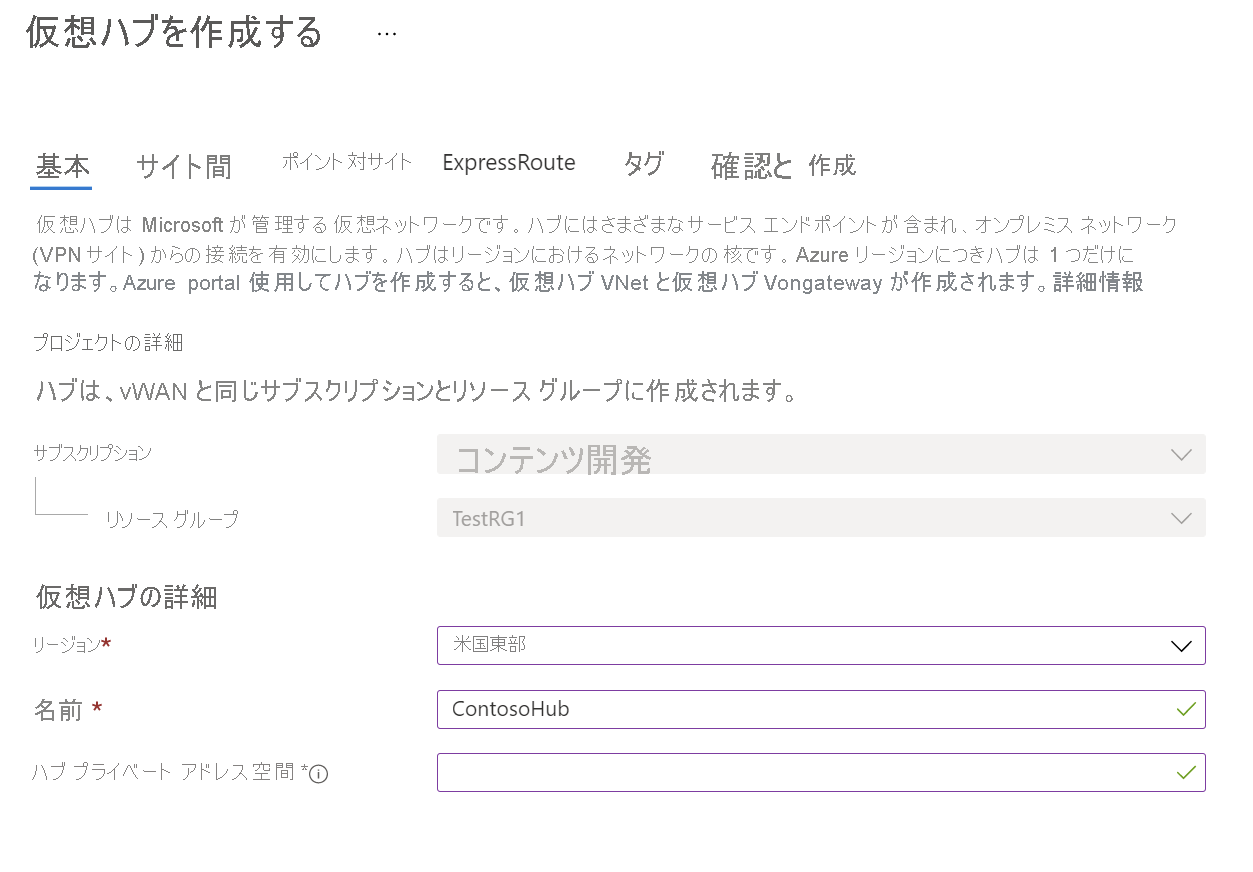 仮想ハブを作成する ...
基本 サイト間 ポイント対サイト ExpressRoute タグ 確認と 作成
仮想ハブは Microsoft が管理する仮想ネットワークです。ハブにはさまざまなサービス エンドポイントが含まれ、オンプレミス ネットワーク
(VPN サイト) からの接続を有効にします。ハブはリージョンにおけるネットワークの核です。Azure リージョンにつきハブは 1 つだけに
なります。Azure portal 使用してハブを作成すると、仮想ハブ VNet と仮想ハブ Vongateway が作成されます。詳細情報
プロジェクトの詳細
ハブは、vWAN と同じサブスクリプションとリソース グループに作成されます。
サブスクリプション コンテンツ開発
リソース グループ TestRG1
仮想ハブの詳細
リージョン* 米国東部
名前 * ContosoHub
ハブ プライベート アドレス空間 *